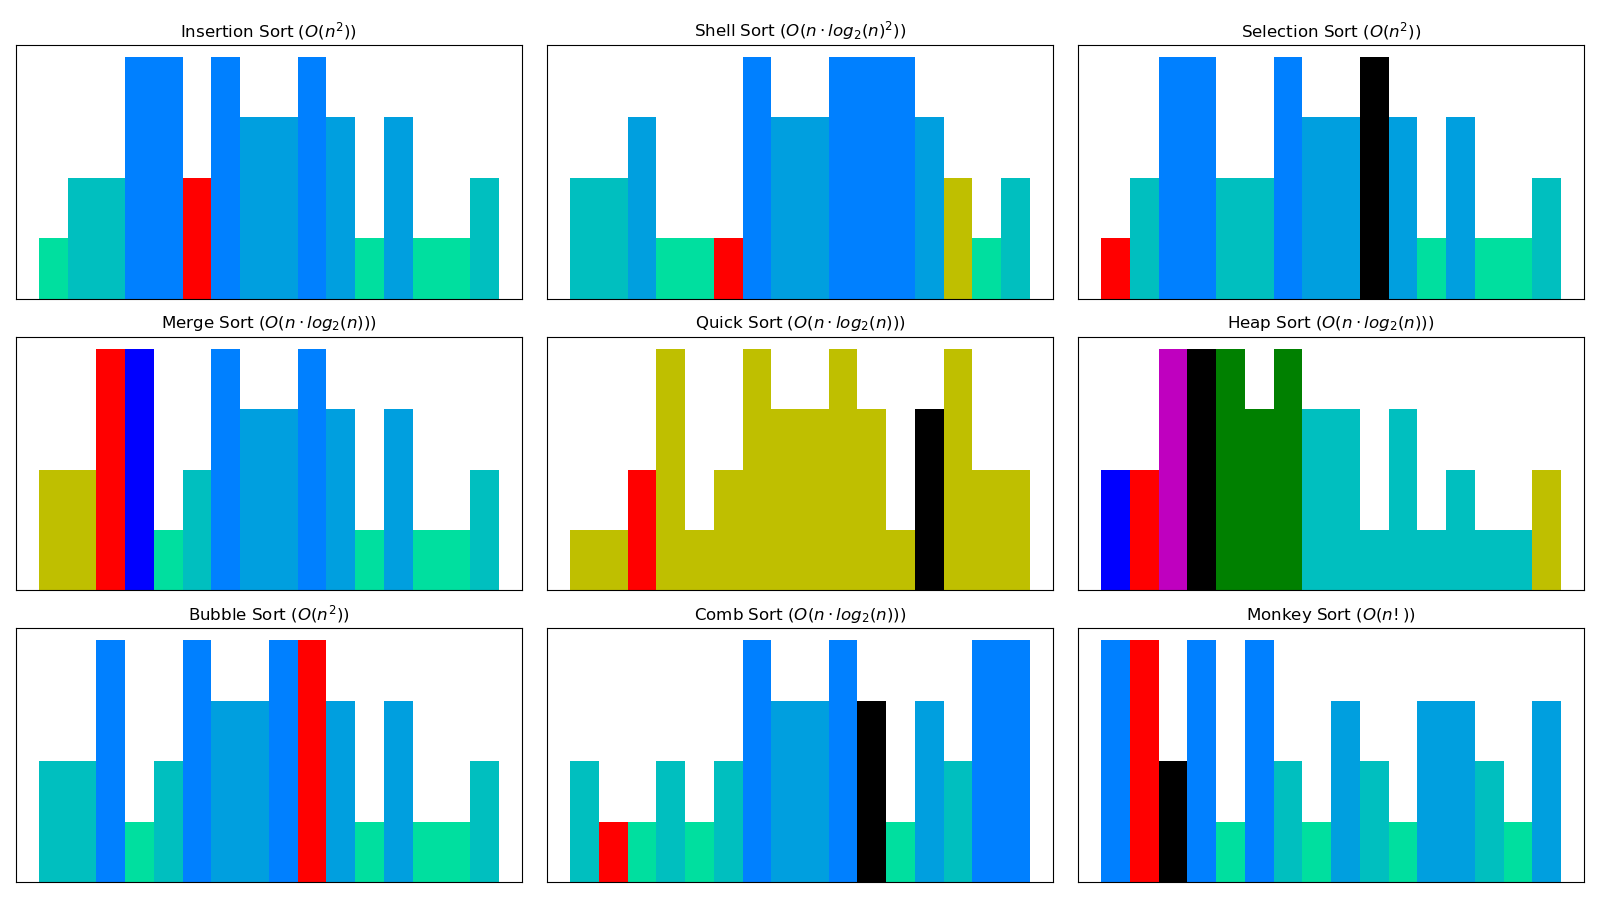 Insertion Sort (O(n²))
Shell Sort (O(n · log₂(n)²))
Selection Sort (O(n²))
Merge Sort (O(n · log₂(n)))
Quick Sort (O(n · log₂(n)))
Heap Sort (O(n · log₂(n)))
Bubble Sort (O(n²))
Comb Sort (O(n · log₂(n)))
Monkey Sort (O(n! ))